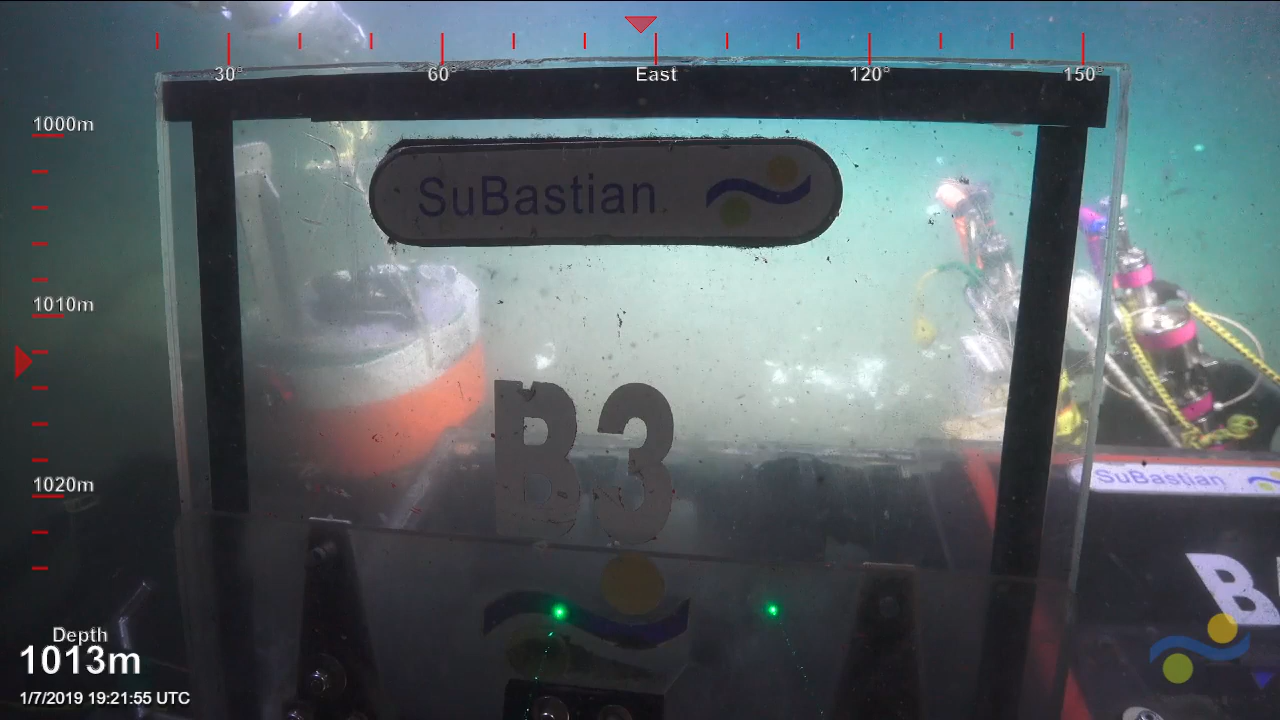 30° 60° East 120° 150°
1000m
SuBastian
1010m
B3
1020m
SuBastian
B
Depth
1013m
1/7/2019 19:21:55 UTC